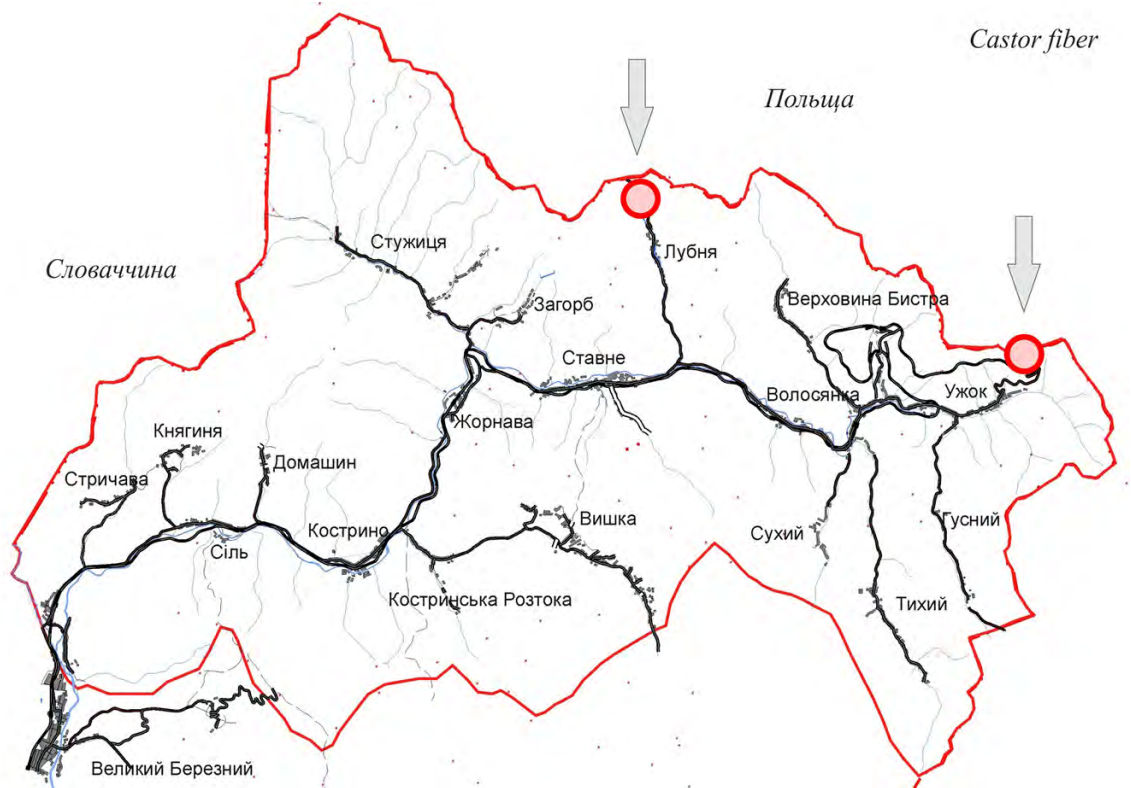 Castor fiber
Польща
Словаччина
Стужиця
Лубня
Загорб
Верховина Бистра
Ставне
Волосянка
Ужок
Жорнава
Княгиня
Домашин
Стричава
Кострино
Вишка
Сухий
Гусний
Сіль
Костринська Розтока
Тихий
Великий Березний